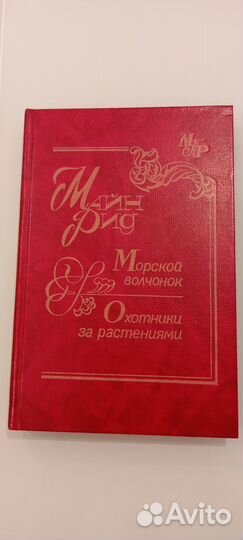 МР
Майн
Рид
Морской
волчонок
Охотники
за растениями
Avito